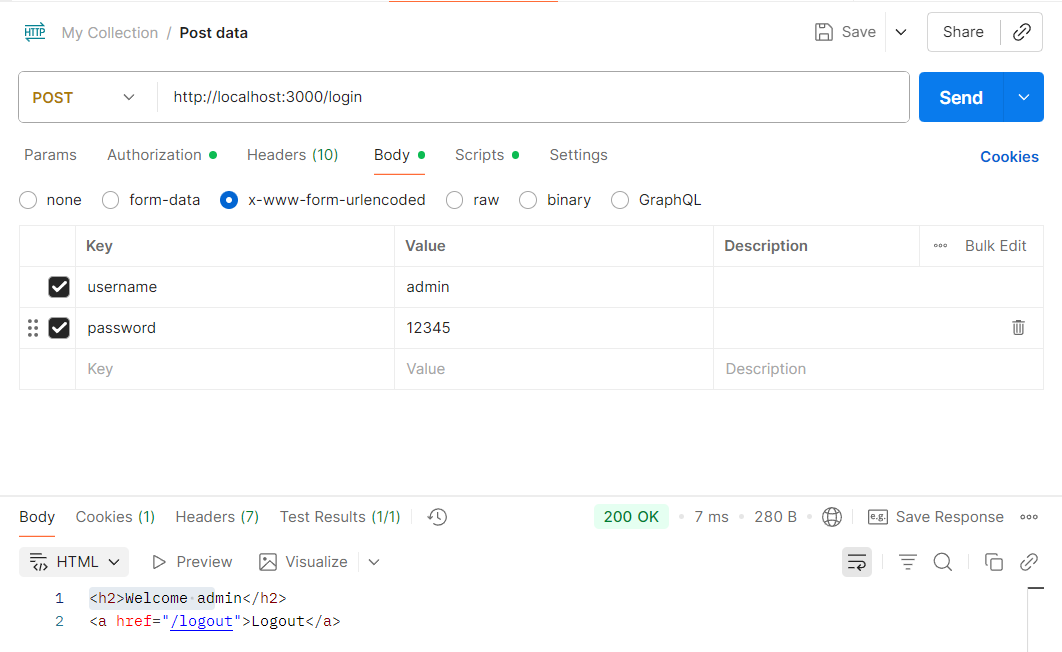 HTTP My Collection / Post data Save Share
POST http://localhost:3000/login Send
Params Authorization Headers (10) Body Scripts Settings Cookies
none form-data x-www-form-urlencoded raw binary GraphQL
Key Value Description Bulk Edit
username admin
password 12345
Key Value Description
Body Cookies (1) Headers (7) Test Results (1/1) 200 OK 7 ms 280 B e.g. Save Response
HTML Preview Visualize
1 <h2>Welcome admin</h2>
2 <a href="/logout">Logout</a>